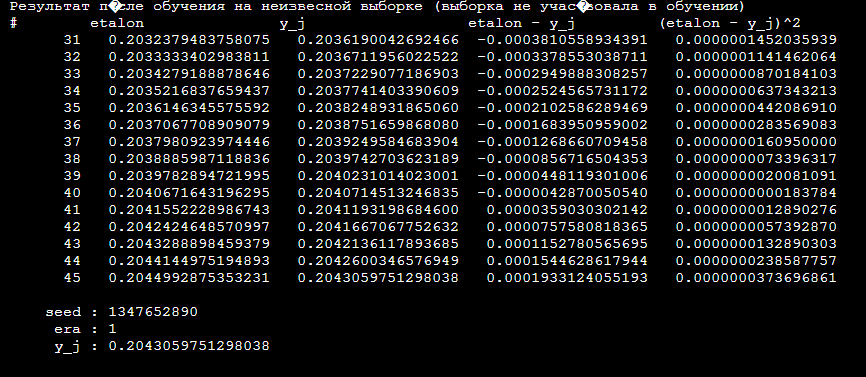 Результат п�сле обучения на неизвесной выборке (выборка не учас�вовала в обучении)
# etalon y_j etalon - y_j (etalon - y_j)^2
31 0.2032379483758075 0.2036190042692466 -0.0003810558934391 0.0000001452035939
32 0.2033333402983811 0.2036711956022522 -0.0003378553038711 0.0000001141462064
33 0.2034279188878646 0.2037229077186903 -0.0002949888308257 0.0000000870184103
34 0.2035216837659437 0.2037741403390609 -0.0002524565731172 0.0000000637343213
35 0.2036146345575592 0.2038248931865060 -0.0002102586289469 0.0000000442086910
36 0.2037067708909079 0.2038751659868080 -0.0001683950959002 0.0000000283569083
37 0.2037980923974446 0.2039249584683904 -0.0001268660709458 0.0000000160950000
38 0.2038885987118836 0.2039742703623189 -0.0000856716504353 0.0000000073396317
39 0.2039782894721995 0.2040231014023001 -0.0000448119301006 0.0000000020081091
40 0.2040671643196295 0.2040714513246835 -0.0000042870050540 0.0000000000183784
41 0.2041552228986743 0.2041193198684600 0.0000359030302142 0.0000000012890276
42 0.2042424648570997 0.2041667067752632 0.0000757580818365 0.0000000057392870
43 0.2043288898459379 0.2042136117893685 0.0001152780565695 0.0000000132890303
44 0.2044144975194893 0.2042600346576949 0.0001544628617944 0.0000000238587757
45 0.2044992875353231 0.2043059751298038 0.0001933124055193 0.0000000373696861
seed : 1347652890
era : 1
y_j : 0.2043059751298038